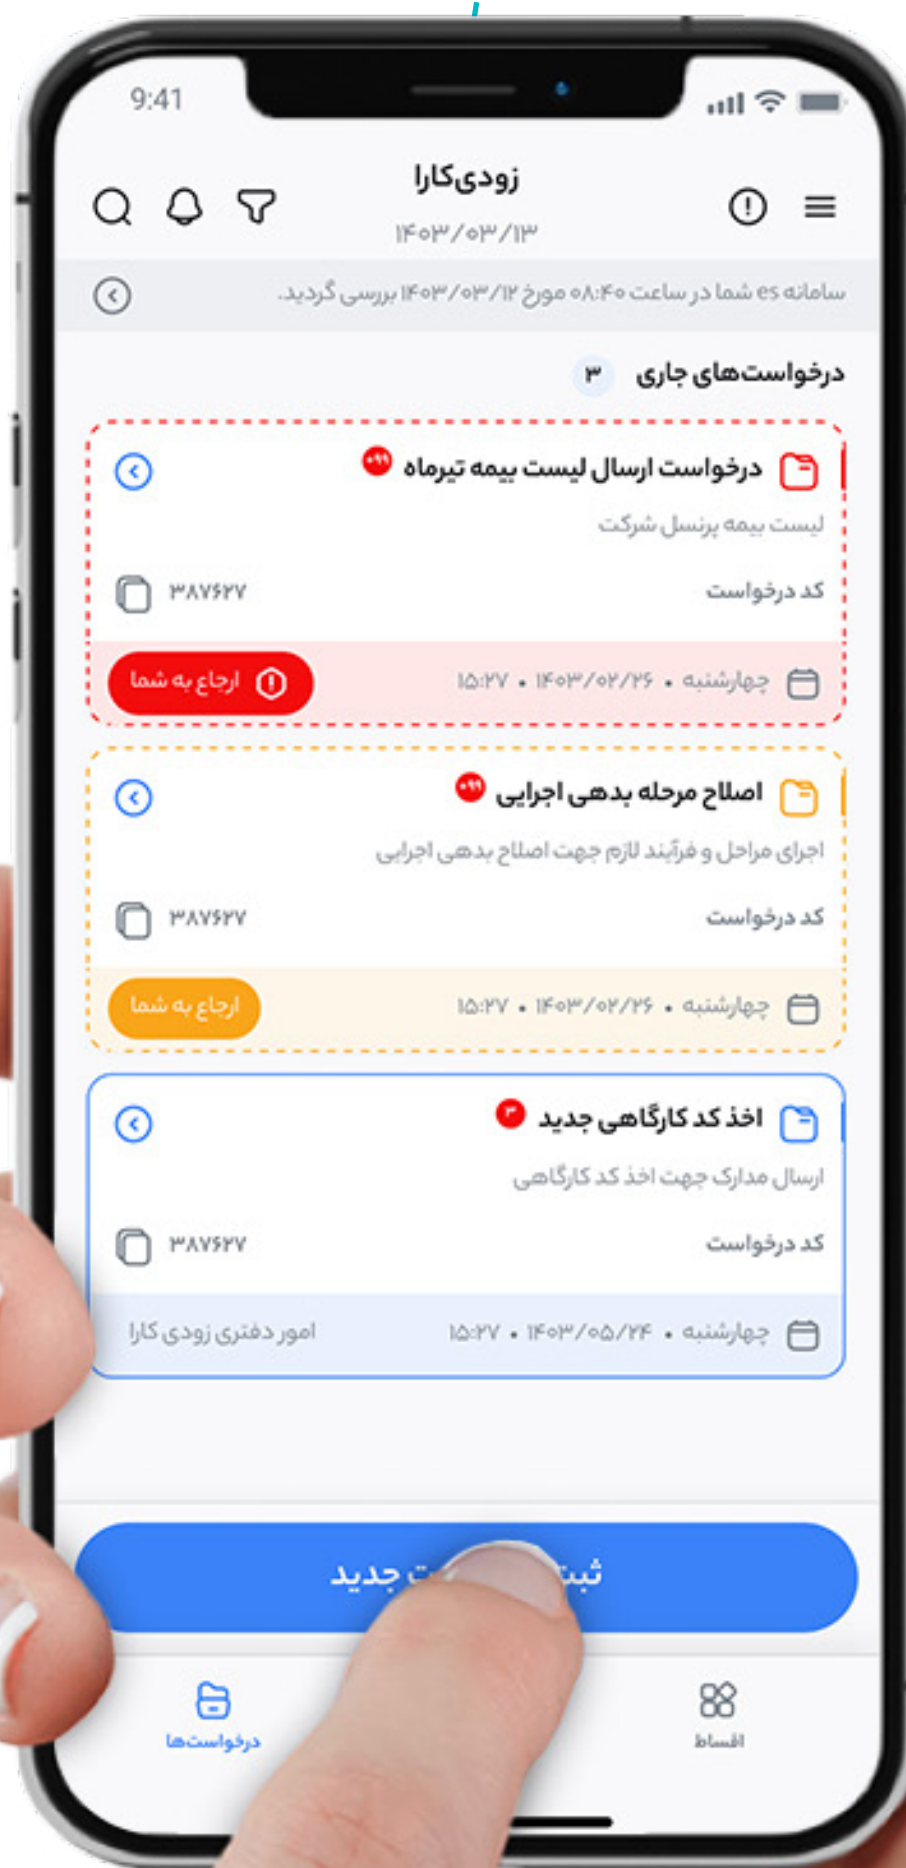 9:41
زودی‌کارا
۱۴۰۳/۰۳/۱۳
سامانه es شما در ساعت ۰۸:۴۰ مورخ ۱۴۰۳/۰۳/۱۲ بررسی گردید.
درخواست‌های جاری ۳
درخواست ارسال لیست بیمه تیرماه +۹۹
لیست بیمه پرنسل شرکت
کد درخواست ۳۸۷۶۲۷
چهارشنبه • ۱۴۰۳/۰۲/۲۶ • ۱۵:۲۷ ارجاع به شما
اصلاح مرحله بدهی اجرایی +۹۹
اجرای مراحل و فرآیند لازم جهت اصلاح بدهی اجرایی
کد درخواست ۳۸۷۶۲۷
چهارشنبه • ۱۴۰۳/۰۲/۲۶ • ۱۵:۲۷ ارجاع به شما
اخذ کد کارگاهی جدید ۳
ارسال مدارک جهت اخذ کد کارگاهی
کد درخواست ۳۸۷۶۲۷
چهارشنبه • ۱۴۰۳/۰۵/۲۴ • ۱۵:۲۷ امور دفتری زودی کارا
جدید
اقساط درخواست‌ها